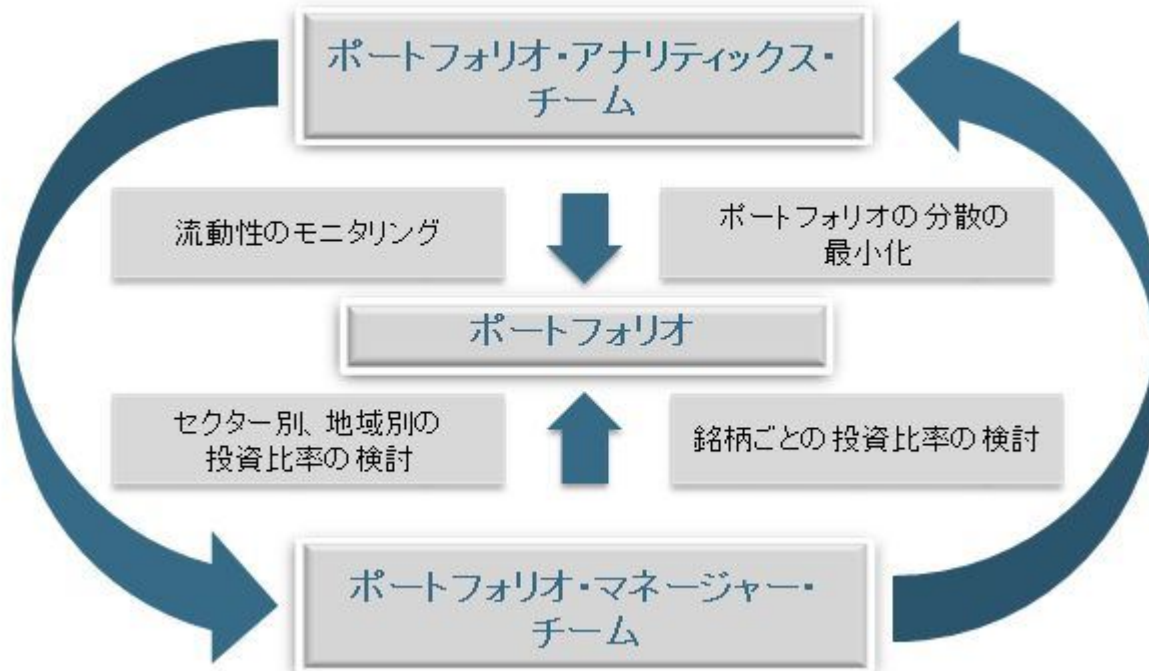 ポートフォリオ・アナリティックス・
チーム
流動性のモニタリング
ポートフォリオの分散の
最小化
ポートフォリオ
セクター別、地域別の
投資比率の検討
銘柄ごとの投資比率の検討
ポートフォリオ・マネージャー・
チーム